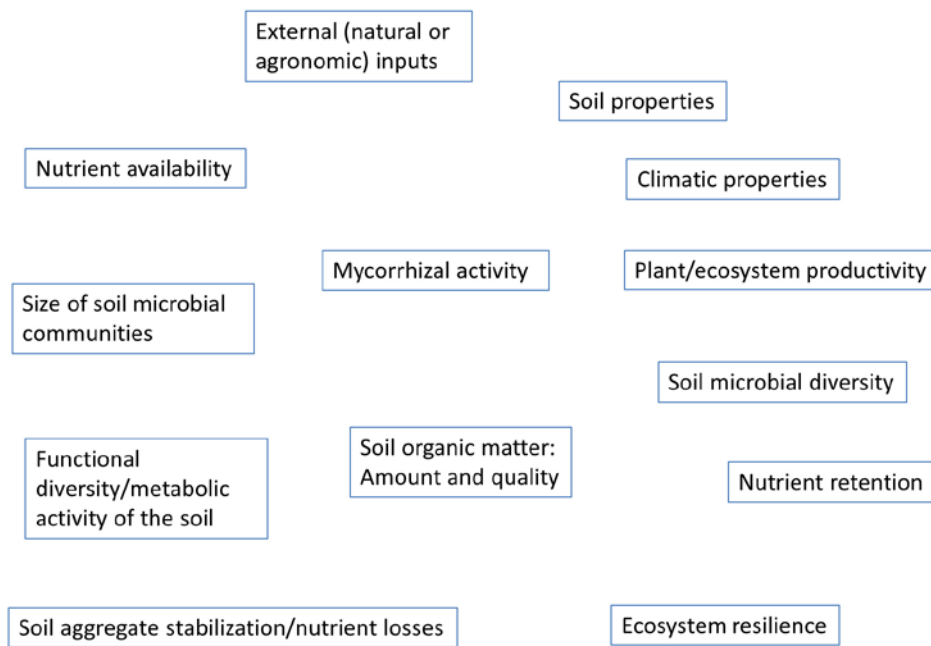 External (natural or
agronomic) inputs
Soil properties
Nutrient availability
Climatic properties
Mycorrhizal activity
Plant/ecosystem productivity
Size of soil microbial
communities
Soil microbial diversity
Functional
diversity/metabolic
activity of the soil
Soil organic matter:
Amount and quality
Nutrient retention
Soil aggregate stabilization/nutrient losses
Ecosystem resilience